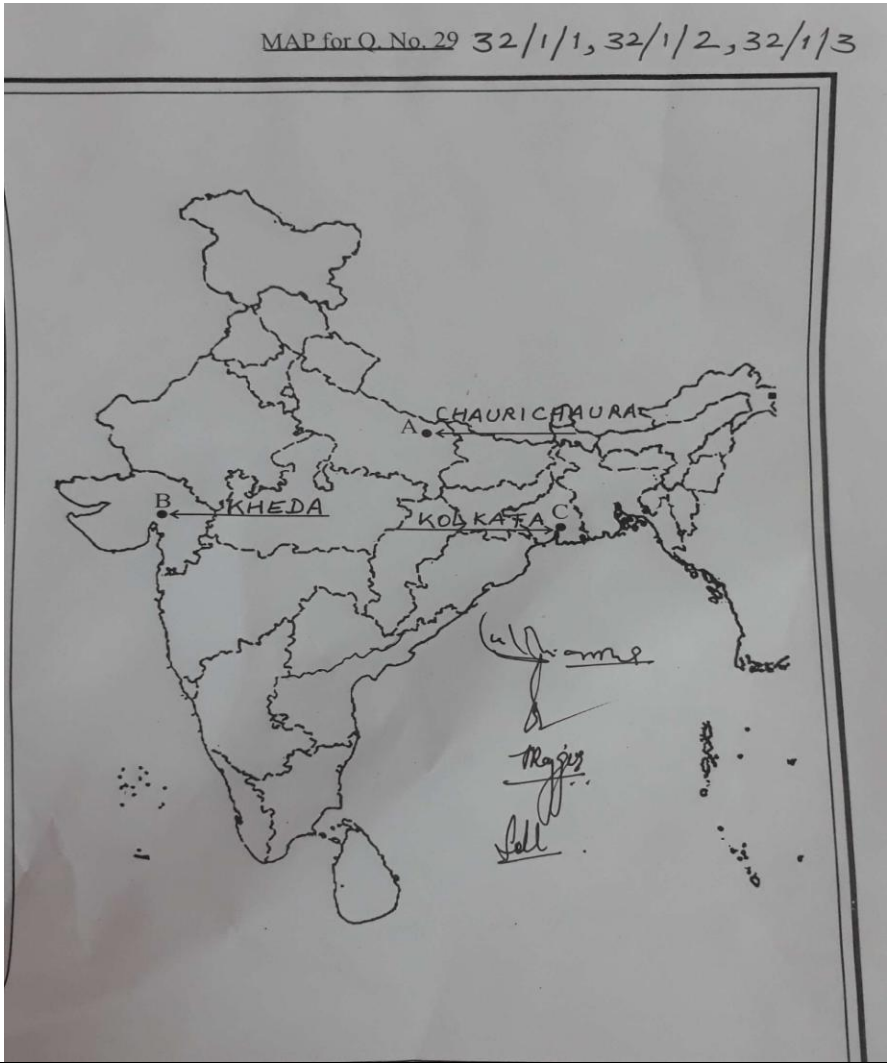 MAP for Q. No. 29 32/1/1, 32/1/2, 32/1/3
CHAURICHAURA
A
B
KHEDA
KOLKATA
C